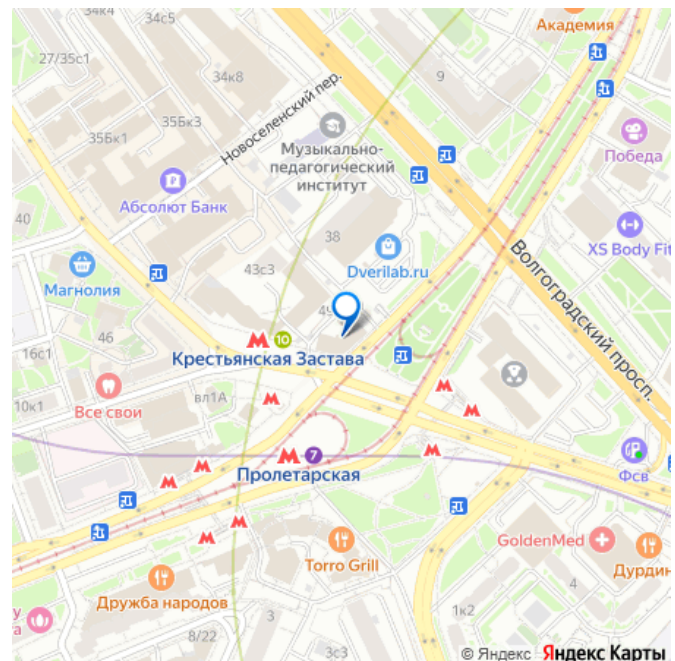 Академия
34с5
27/35с1
34к8
9
Новоселенский пер.
35Бк3
35Бк1
Музыкально-
педагогический
институт
Победа
₽
Абсолют Банк
40
38
XS Body Fit
Dverilab.ru
43с3
Волгоградский просп.
Магнолия
49
46
М 10
16с1
Крестьянская Застава
Все свои
вл1А
10к1
М
М
М
М 7
М
М
М
Пролетарская
Фсв
М
М
GoldenMed
Torro Grill
Дурдин
Дружба народов
4
1к2
3
8/22
3с3
© Яндекс Яндекс Карты